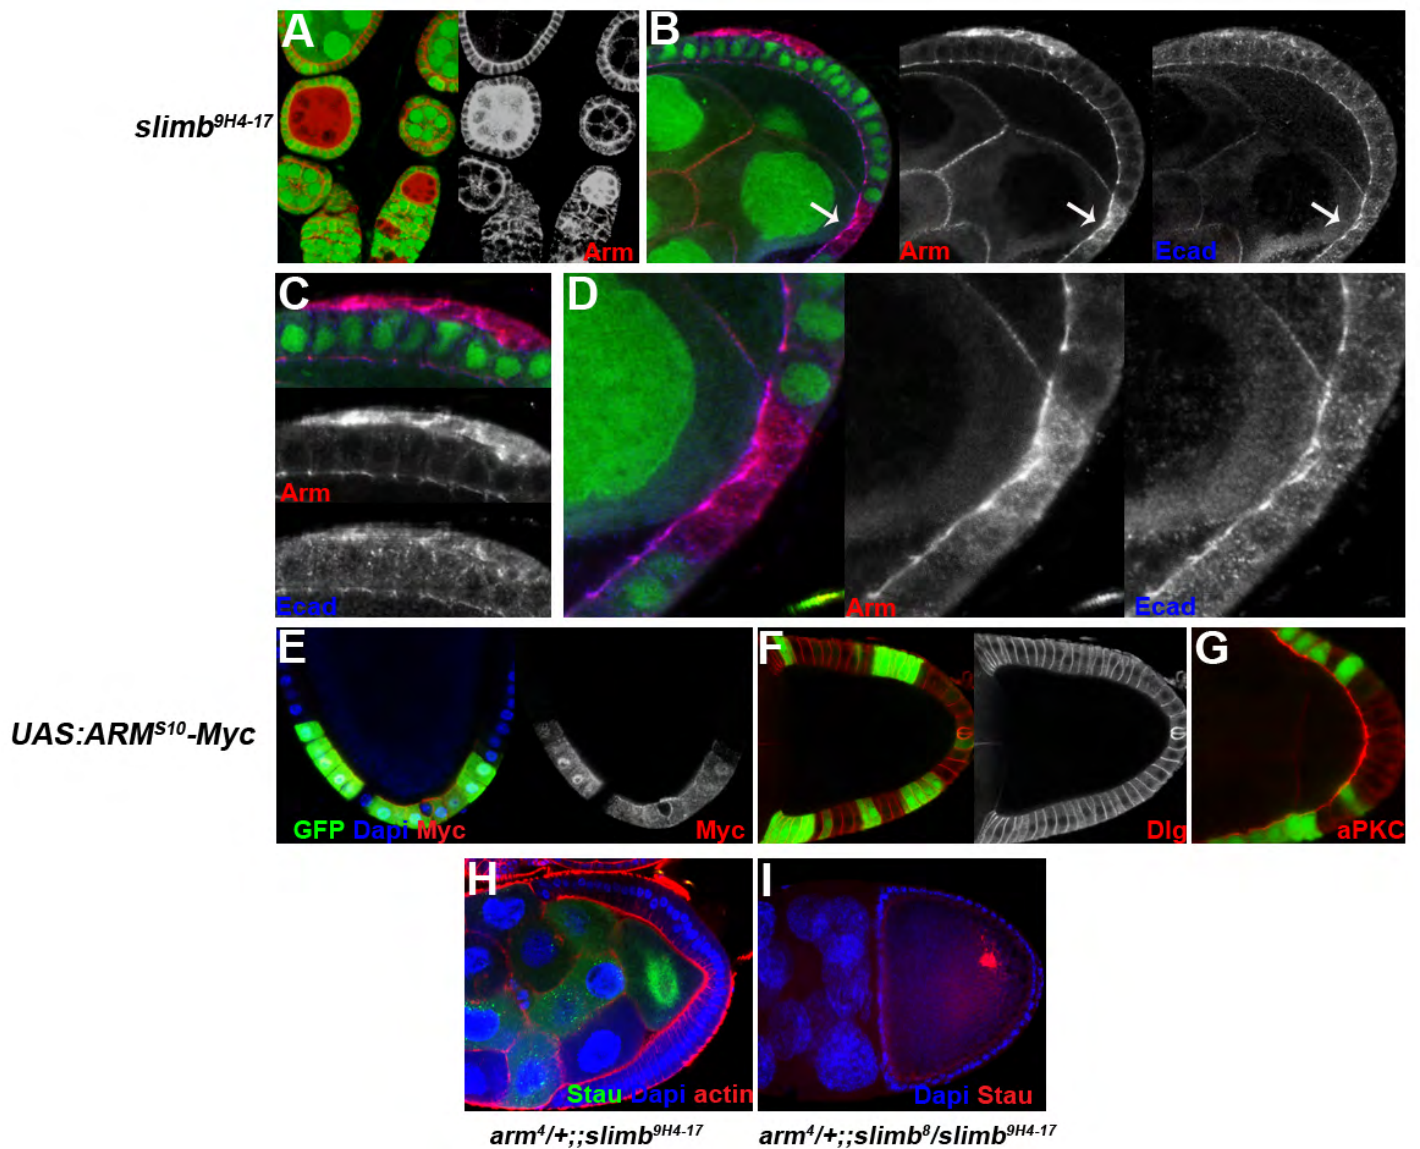 A
B
slimb9H4-17
Arm
Arm
Ecad
C
D
Arm
Ecad
Arm
Ecad
E
F
G
UAS:ARMS10-Myc
GFP Dapi Myc
Myc
Dlg
aPKC
H
I
Stau Dapi actin
Dapi Stau
arm4/+;;slimb9H4-17
arm4/+;;slimb8/slimb9H4-17